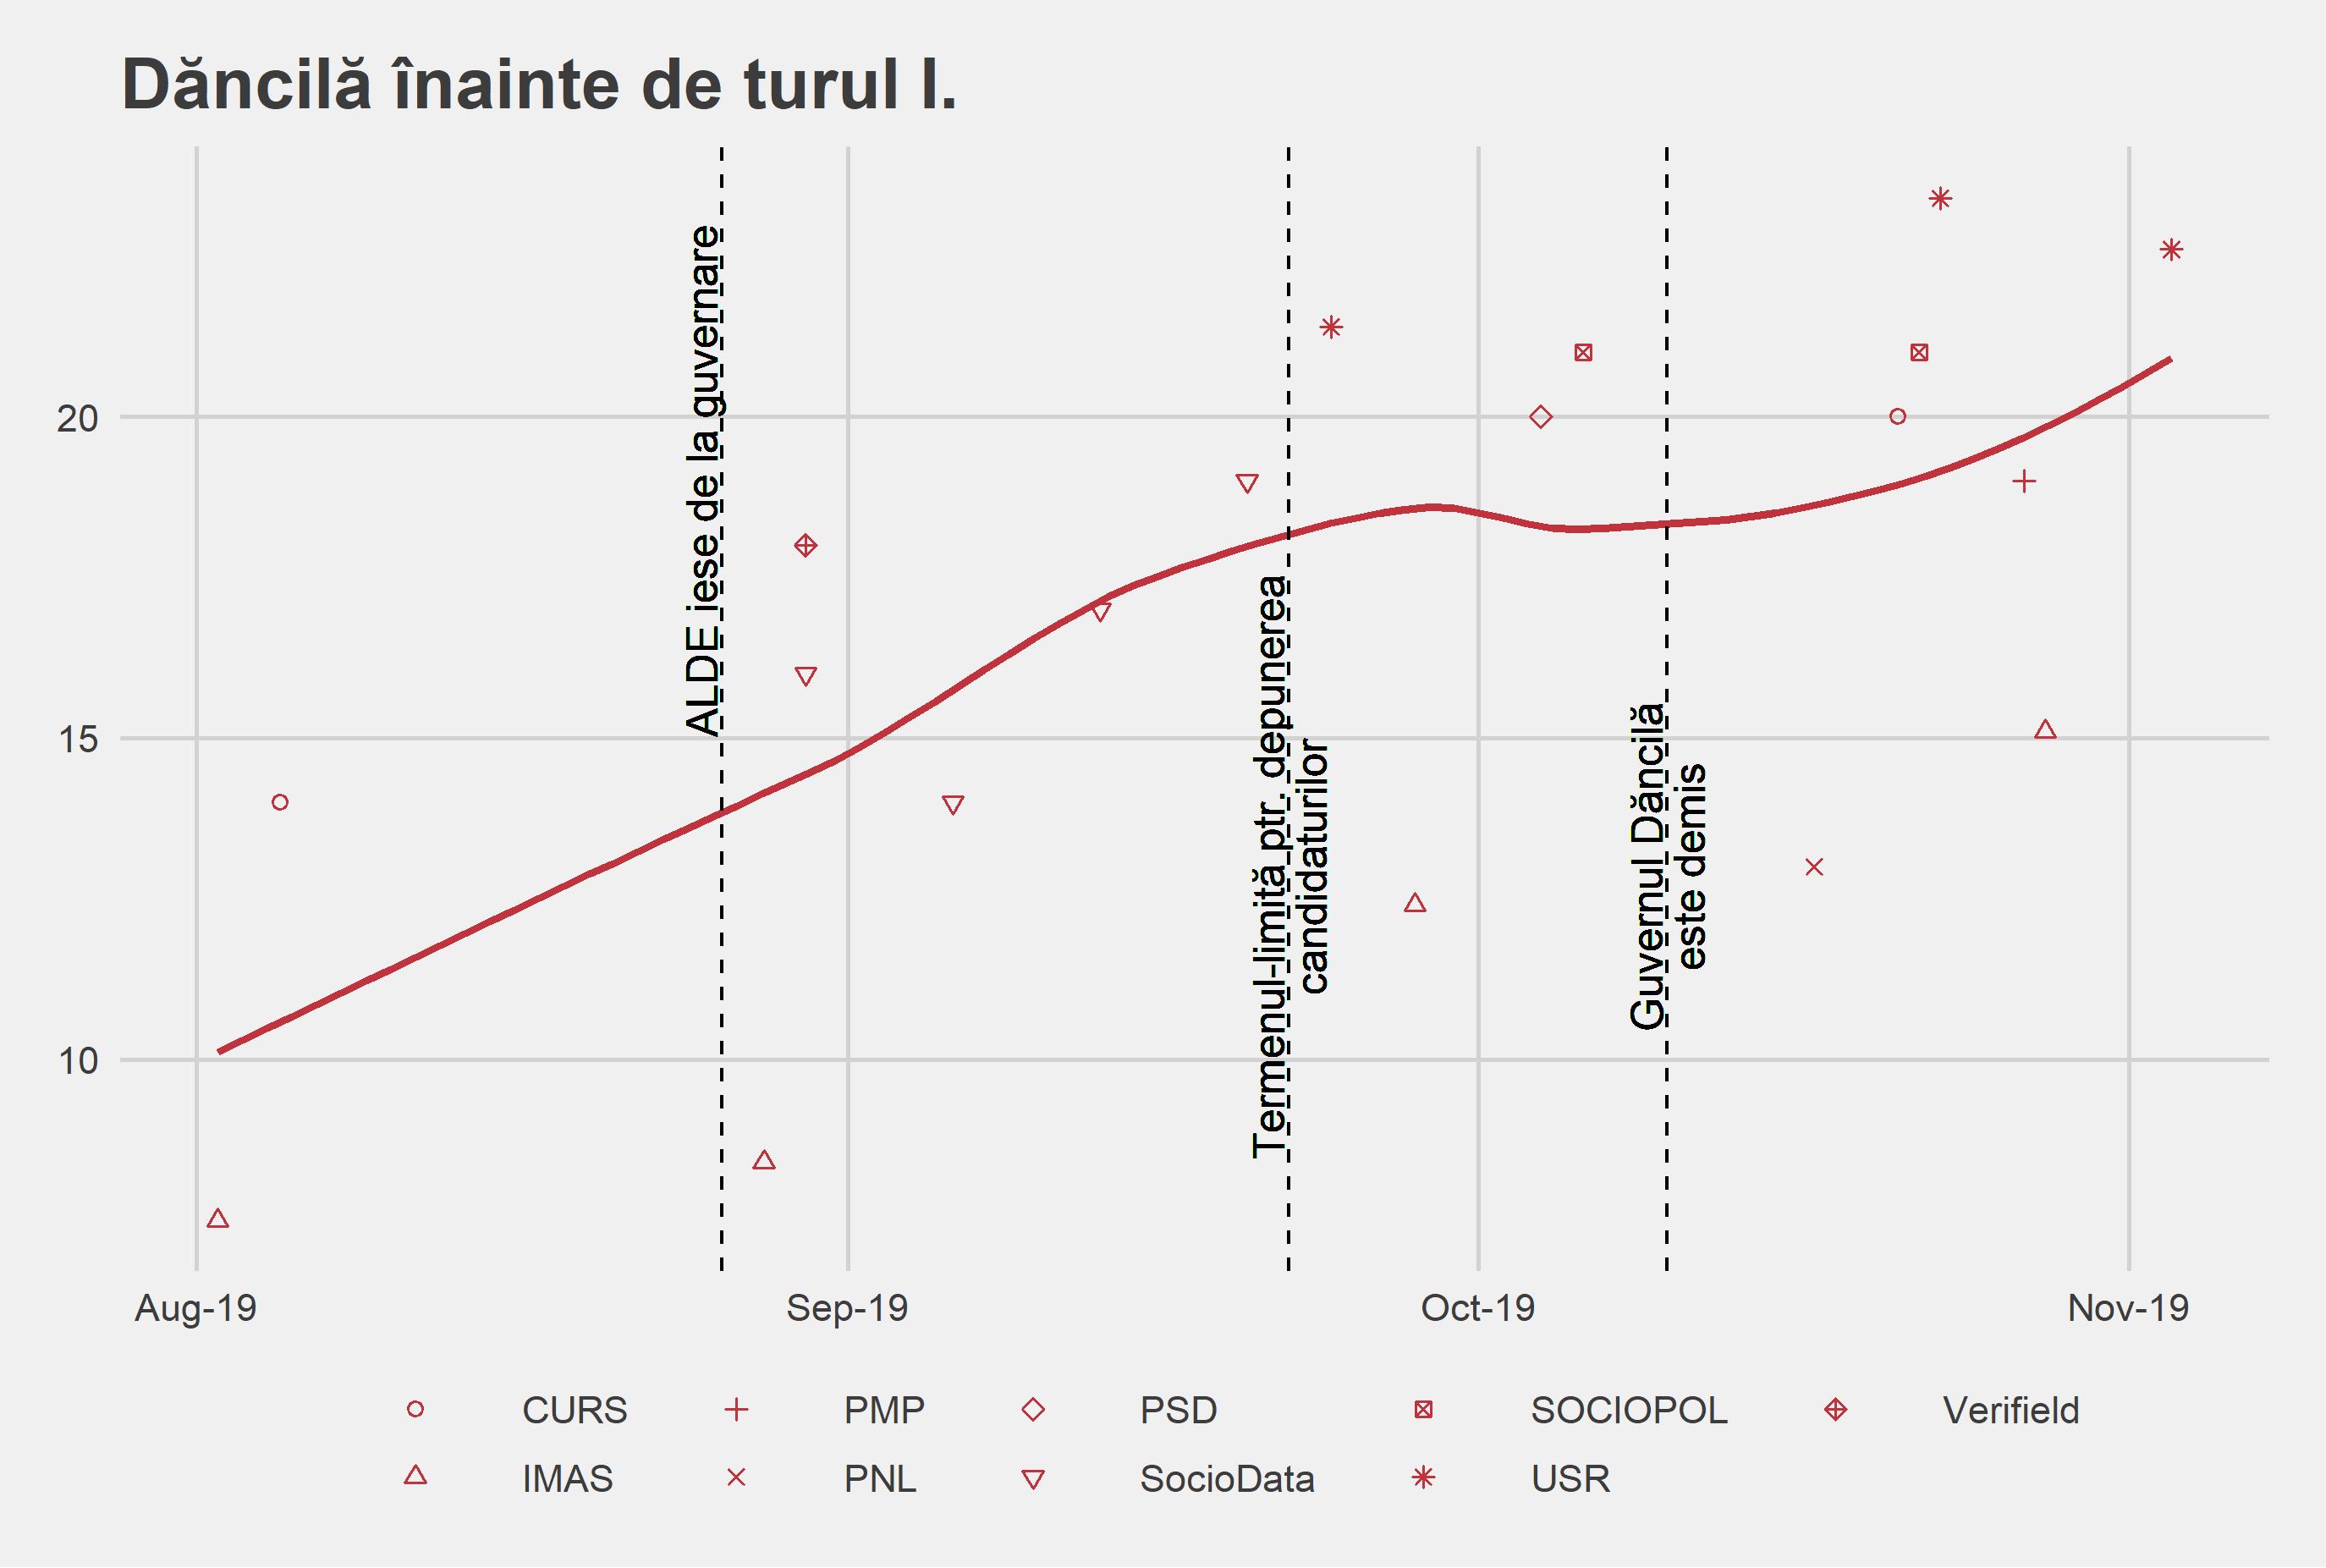 Dăncilă înainte de turul I.
20
15
10
ALDE iese de la guvernare
Termenul-limită ptr. depunerea
candidaturilor
Guvernul Dăncilă
este demis
Aug-19
Sep-19
Oct-19
Nov-19
CURS
PMP
PSD
SOCIOPOL
Verifield
IMAS
PNL
SocioData
USR